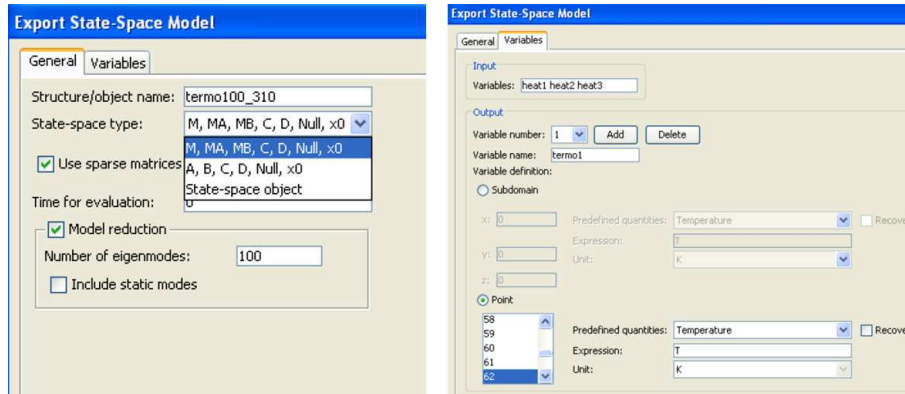 Export State-Space Model
General Variables
Structure/object name: termo100_310
State-space type: M, MA, MB, C, D, Null, x0
M, MA, MB, C, D, Null, x0
Use sparse matrices
A, B, C, D, Null, x0
State-space object
Time for evaluation: 0
Model reduction
Number of eigenmodes: 100
Include static modes
Export State-Space Model
General Variables
Input
Variables: heat1 heat2 heat3
Output
Variable number: 1 Add Delete
Variable name: termo1
Variable definition:
Subdomain
x: 0 Predefined quantities: Temperature Recove
Expression: T
y: 0 Unit: K
z: 0
Point
58
59 Predefined quantities: Temperature Recove
60 Expression: T
61
62 Unit: K